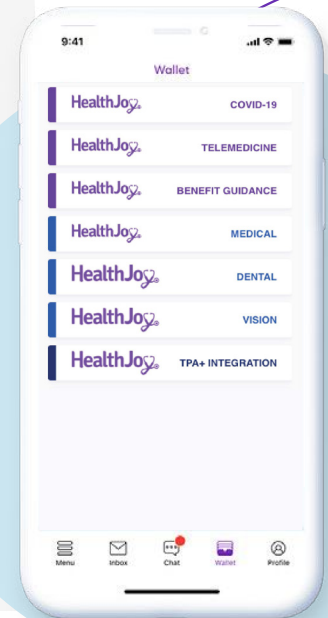 9:41
Wallet
HealthJoy COVID-19
HealthJoy TELEMEDICINE
HealthJoy BENEFIT GUIDANCE
HealthJoy MEDICAL
HealthJoy DENTAL
HealthJoy VISION
HealthJoy TPA+ INTEGRATION
Menu Inbox Chat Wallet Profile